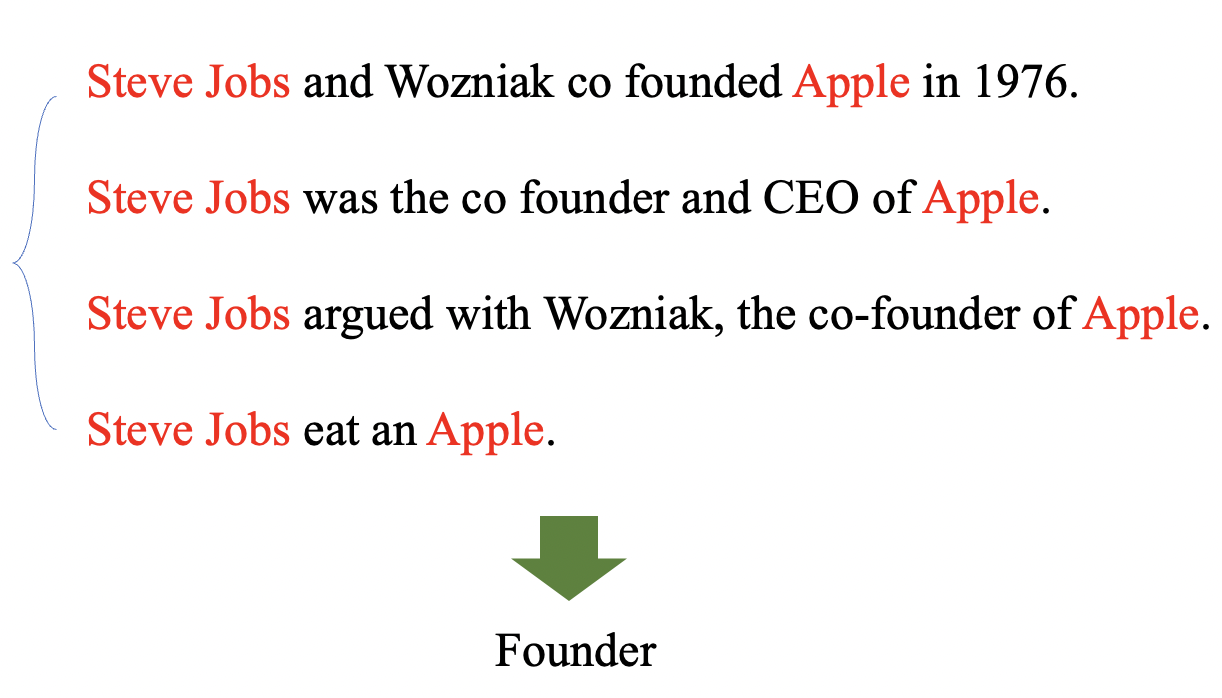 Steve Jobs and Wozniak co founded Apple in 1976.
Steve Jobs was the co founder and CEO of Apple.
Steve Jobs argued with Wozniak, the co-founder of Apple.
Steve Jobs eat an Apple.
Founder